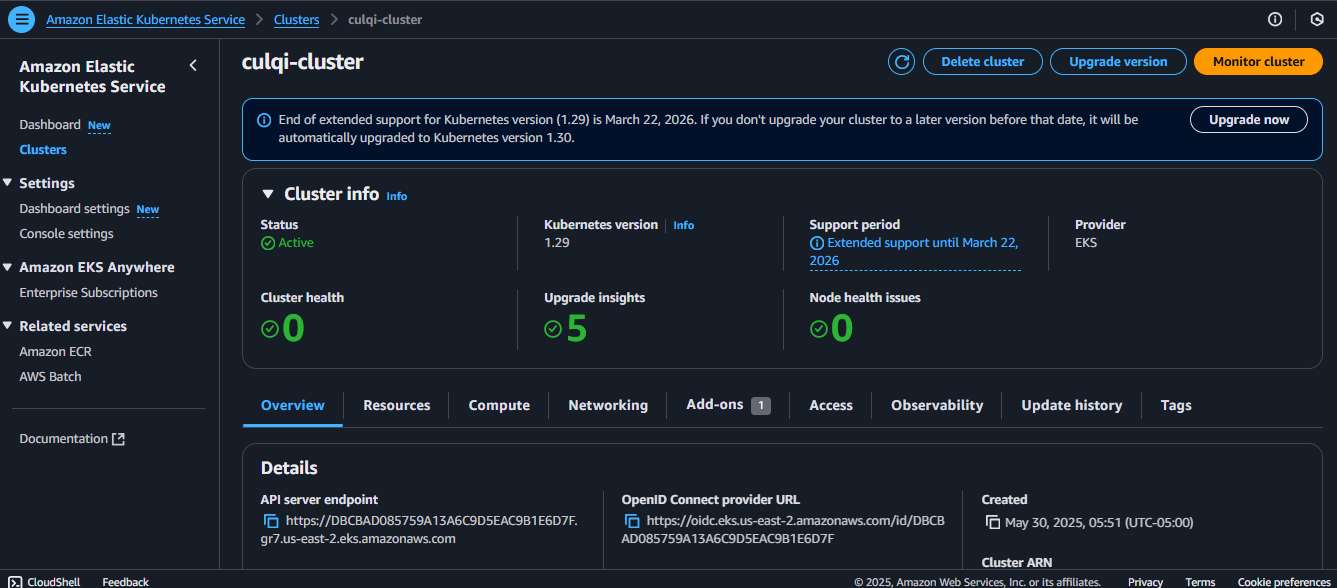 Amazon Elastic Kubernetes Service > Clusters > culqi-cluster
Amazon Elastic
Kubernetes Service
Dashboard New
Clusters
Settings
Dashboard settings New
Console settings
Amazon EKS Anywhere
Enterprise Subscriptions
Related services
Amazon ECR
AWS Batch
Documentation
culqi-cluster
Delete cluster
Upgrade version
Monitor cluster
End of extended support for Kubernetes version (1.29) is March 22, 2026. If you don't upgrade your cluster to a later version before that date, it will be
automatically upgraded to Kubernetes version 1.30.
Upgrade now
Cluster info Info
Status
Active
Kubernetes version Info
1.29
Support period
Extended support until March 22,
2026
Provider
EKS
Cluster health
0
Upgrade insights
5
Node health issues
0
Overview
Resources
Compute
Networking
Add-ons 1
Access
Observability
Update history
Tags
Details
API server endpoint
https://DBCBAD085759A13A6C9D5EAC9B1E6D7F.
gr7.us-east-2.eks.amazonaws.com
OpenID Connect provider URL
https://oidc.eks.us-east-2.amazonaws.com/id/DBCB
AD085759A13A6C9D5EAC9B1E6D7F
Created
May 30, 2025, 05:51 (UTC-05:00)
Cluster ARN
CloudShell
Feedback
© 2025, Amazon Web Services, Inc. or its affiliates.
Privacy
Terms
Cookie preferences